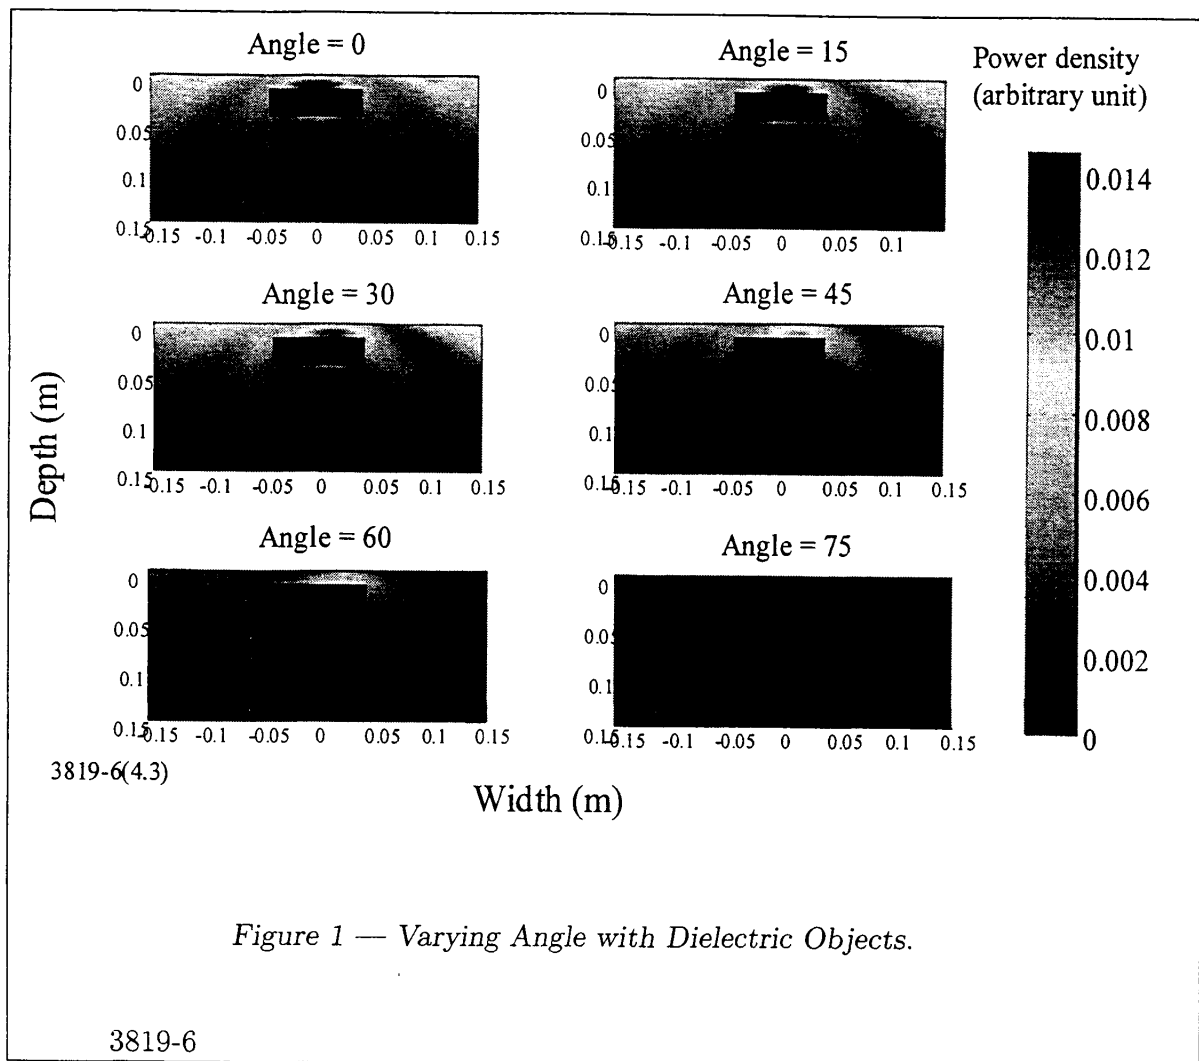 Angle = 0
Angle = 15
Power density
(arbitrary unit)
0
0.05
0.1
0.15
-0.15 -0.1 -0.05 0 0.05 0.1 0.15
0
0.05
0.1
0.15
-0.15 -0.1 -0.05 0 0.05 0.1
0.014
0.012
0.01
0.008
0.006
0.004
0.002
0
Angle = 30
Angle = 45
0
0.05
0.1
0.15
-0.15 -0.1 -0.05 0 0.05 0.1 0.15
0
0.05
0.1
0.15
-0.15 -0.1 -0.05 0 0.05 0.1 0.15
Depth (m)
Angle = 60
Angle = 75
0
0.05
0.1
0.15
-0.15 -0.1 -0.05 0 0.05 0.1 0.15
0
0.05
0.1
0.15
-0.15 -0.1 -0.05 0 0.05 0.1 0.15
3819-6(4.3)
Width (m)
Figure 1 — Varying Angle with Dielectric Objects.
3819-6